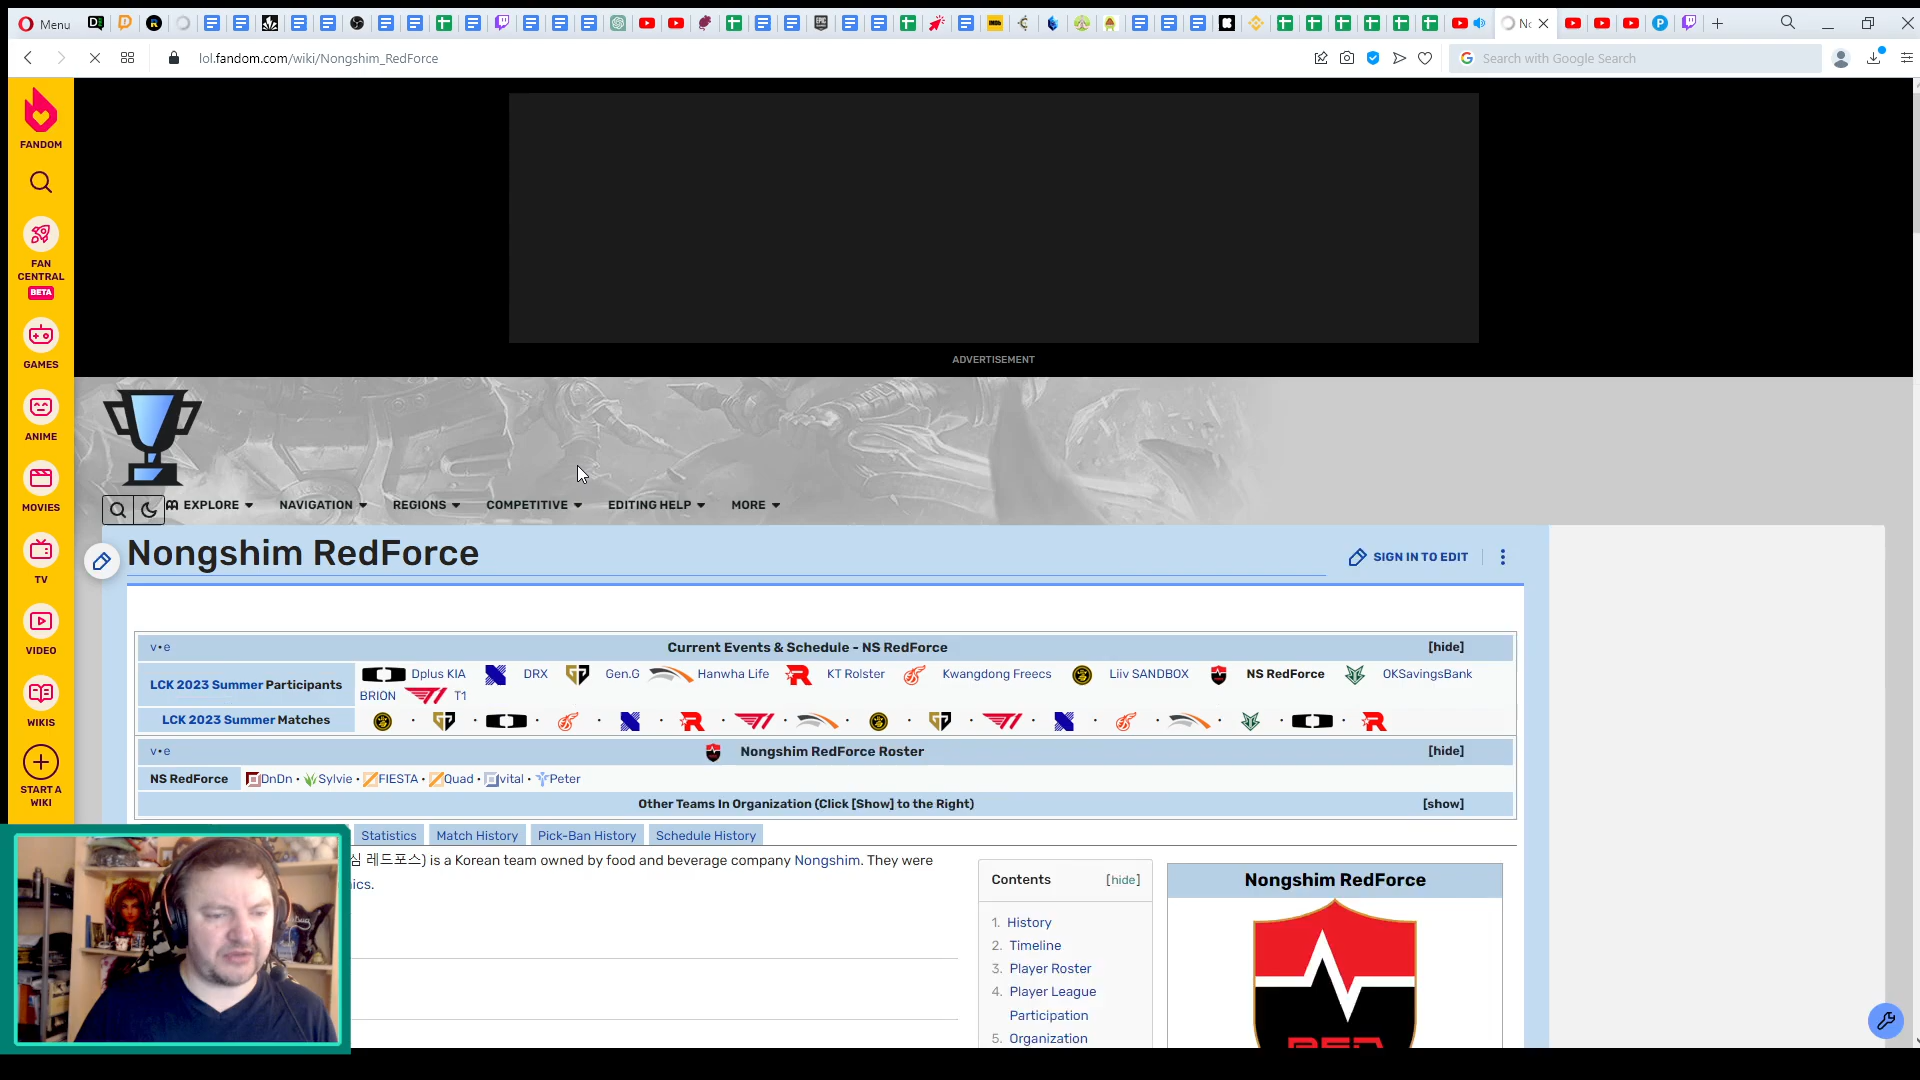 Menu
Nc
lol.fandom.com/wiki/Nongshim_RedForce
Search with Google Search
FANDOM
FAN
CENTRAL
BETA
GAMES
ANIME
MOVIES
TV
VIDEO
WIKIS
START A
WIKI
ADVERTISEMENT
EXPLORE
NAVIGATION
REGIONS
COMPETITIVE
EDITING HELP
MORE
Nongshim RedForce
SIGN IN TO EDIT
v•e
Current Events & Schedule - NS RedForce
[hide]
LCK 2023 Summer Participants
Dplus KIA DRX Gen.G Hanwha Life KT Rolster Kwangdong Freecs Liiv SANDBOX NS RedForce OKSavingsBank
BRION T1
LCK 2023 Summer Matches
v•e
Nongshim RedForce Roster
[hide]
NS RedForce
DnDn • Sylvie • FIESTA • Quad • vital • Peter
Other Teams In Organization (Click [Show] to the Right)
[show]
Statistics
Match History
Pick-Ban History
Schedule History
심 레드포스) is a Korean team owned by food and beverage company Nongshim. They were
ics.
Contents
[hide]
1. History
2. Timeline
3. Player Roster
4. Player League
Participation
5. Organization
Nongshim RedForce
RED